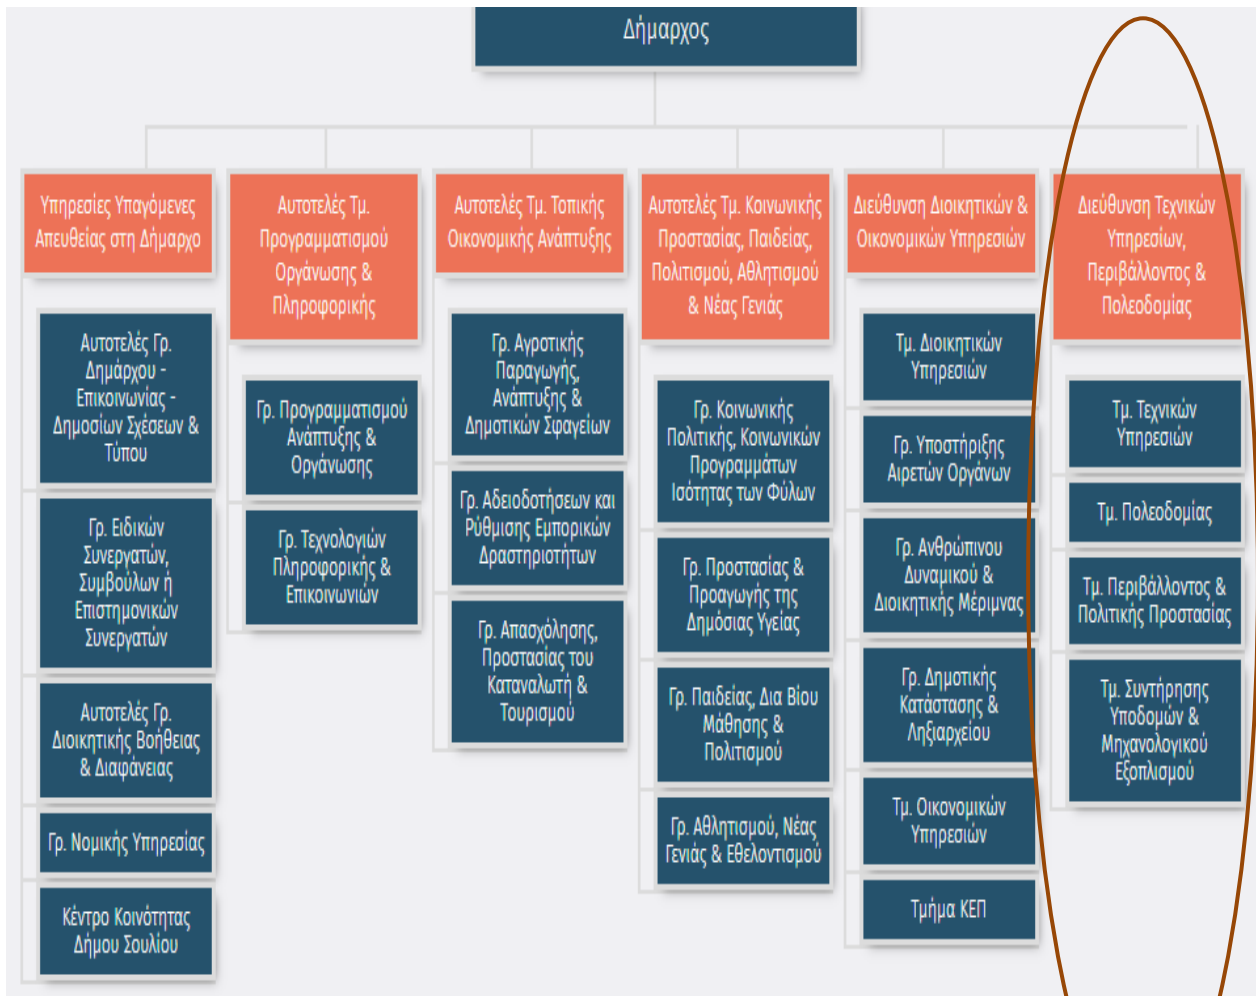 Δήμαρχος
Υπηρεσίες Υπαγόμενες
Απευθείας στη Δήμαρχο
Αυτοτελές Γρ.
Δημάρχου -
Επικοινωνίας -
Δημοσίων Σχέσεων &
Τύπου
Γρ. Ειδικών
Συνεργατών,
Συμβούλων ή
Επιστημονικών
Συνεργατών
Αυτοτελές Γρ.
Διοικητικής Βοήθειας
& Διαφάνειας
Γρ. Νομικής Υπηρεσίας
Κέντρο Κοινότητας
Δήμου Σουλίου
Αυτοτελές Τμ.
Προγραμματισμού
Οργάνωσης &
Πληροφορικής
Γρ. Προγραμματισμού
Ανάπτυξης &
Οργάνωσης
Γρ. Τεχνολογιών
Πληροφορικής &
Επικοινωνιών
Αυτοτελές Τμ. Τοπικής
Οικονομικής Ανάπτυξης
Γρ. Αγροτικής
Παραγωγής,
Ανάπτυξης &
Δημοτικών Σφαγείων
Γρ. Αδειοδοτήσεων και
Ρύθμισης Εμπορικών
Δραστηριοτήτων
Γρ. Απασχόλησης,
Προστασίας του
Καταναλωτή &
Τουρισμού
Αυτοτελές Τμ. Κοινωνικής
Προστασίας, Παιδείας,
Πολιτισμού, Αθλητισμού
& Νέας Γενιάς
Γρ. Κοινωνικής
Πολιτικής, Κοινωνικών
Προγραμμάτων
Ισότητας των Φύλων
Γρ. Προστασίας &
Προαγωγής της
Δημόσιας Υγείας
Γρ. Παιδείας, Δια Βίου
Μάθησης &
Πολιτισμού
Γρ. Αθλητισμού, Νέας
Γενιάς & Εθελοντισμού
Διεύθυνση Διοικητικών &
Οικονομικών Υπηρεσιών
Τμ. Διοικητικών
Υπηρεσιών
Γρ. Υποστήριξης
Αιρετών Οργάνων
Γρ. Ανθρώπινου
Δυναμικού &
Διοικητικής Μέριμνας
Γρ. Δημοτικής
Κατάστασης &
Ληξιαρχείου
Τμ. Οικονομικών
Υπηρεσιών
Τμήμα ΚΕΠ
Διεύθυνση Τεχνικών
Υπηρεσίων,
Περιβάλλοντος &
Πολεοδομίας
Τμ. Τεχνικών
Υπηρεσιών
Τμ. Πολεοδομίας
Τμ. Περιβάλλοντος &
Πολιτικής Προστασίας
Τμ. Συντήρησης
Υποδομών &
Μηχανολογικού
Εξοπλισμού